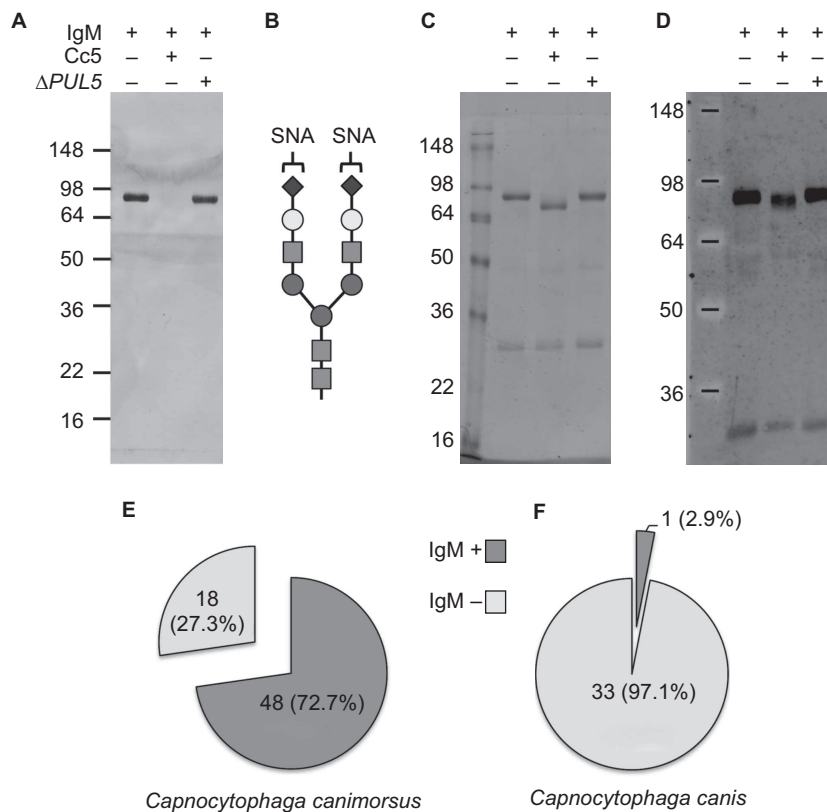 A
IgM + + +
Cc5 – + –
ΔPUL5 – – +
148
98
64
50
36
22
16
B
SNA SNA
C
+ + +
– + –
– – +
148
98
64
50
36
22
16
D
+ + +
– + –
– – +
148
98
64
50
36
E
18
(27.3%)
48 (72.7%)
Capnocytophaga canimorsus
IgM +
IgM –
F
1 (2.9%)
33 (97.1%)
Capnocytophaga canis